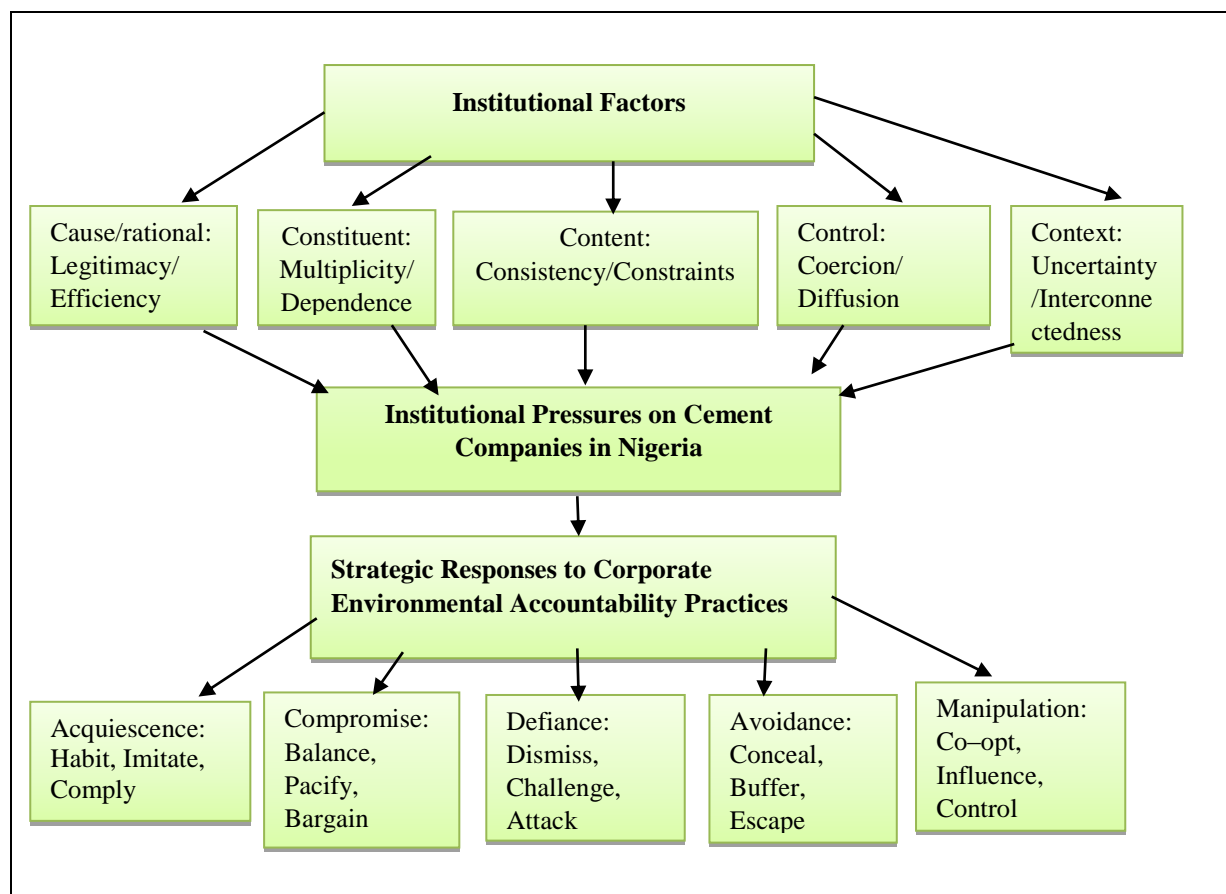 Institutional Factors
Cause/rational:
Legitimacy/
Efficiency
Constituent:
Multiplicity/
Dependence
Content:
Consistency/Constraints
Control:
Coercion/
Diffusion
Context:
Uncertainty
/Interconne
ctedness
Institutional Pressures on Cement
Companies in Nigeria
Strategic Responses to Corporate
Environmental Accountability Practices
Acquiescence:
Habit, Imitate,
Comply
Compromise:
Balance,
Pacify,
Bargain
Defiance:
Dismiss,
Challenge,
Attack
Avoidance:
Conceal,
Buffer,
Escape
Manipulation:
Co–opt,
Influence,
Control